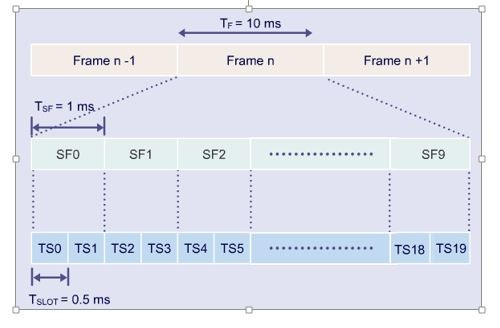 TF = 10 ms
Frame n -1 Frame n Frame n +1
TSF = 1 ms
SF0 SF1 SF2 SF9
TS0 TS1 TS2 TS3 TS4 TS5 TS18 TS19
TSLOT = 0.5 ms